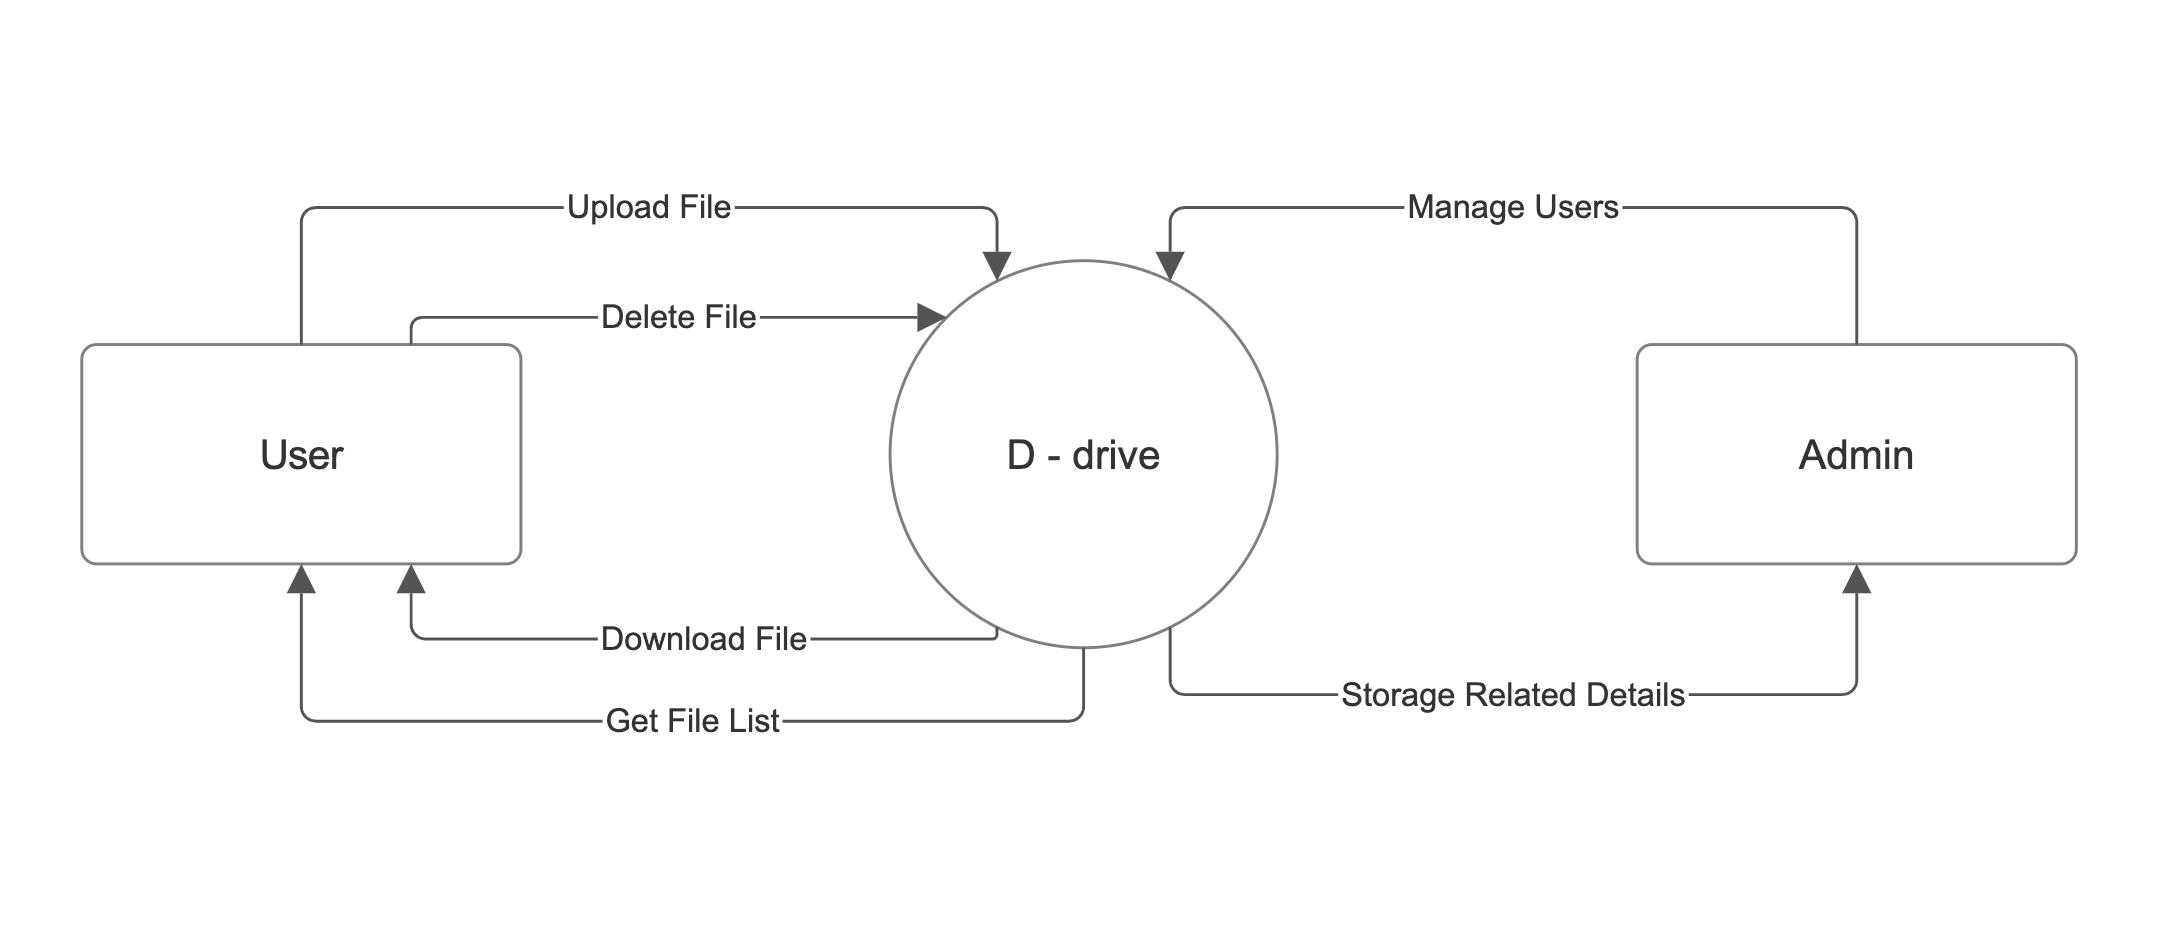 Upload File
Manage Users
Delete File
User
D - drive
Admin
Download File
Storage Related Details
Get File List